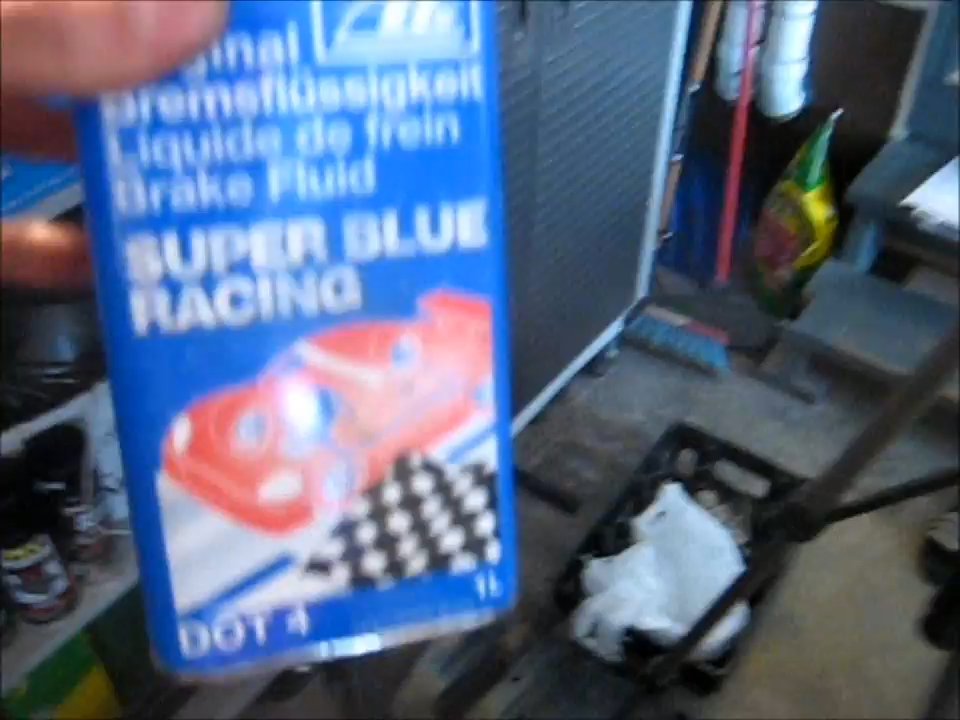 Bremsflüssigkeit
Liquide de frein
Brake Fluid
SUPER BLUE
RACING
1L
DOT 4